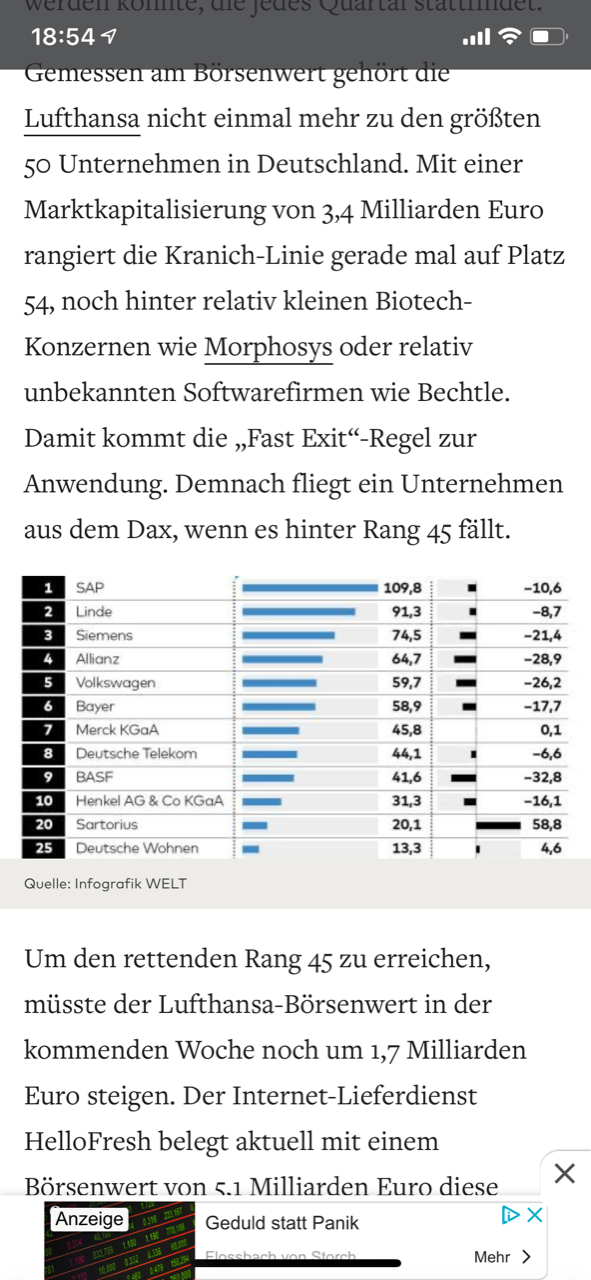 werden könnte, die jedes Quartal stattfindet.
18:54
Gemessen am Börsenwert gehört die
Lufthansa nicht einmal mehr zu den größten
50 Unternehmen in Deutschland. Mit einer
Marktkapitalisierung von 3,4 Milliarden Euro
rangiert die Kranich-Linie gerade mal auf Platz
54, noch hinter relativ kleinen Biotech-
Konzernen wie Morphosys oder relativ
unbekannten Softwarefirmen wie Bechtle.
Damit kommt die „Fast Exit“-Regel zur
Anwendung. Demnach fliegt ein Unternehmen
aus dem Dax, wenn es hinter Rang 45 fällt.
1 SAP 109,8 -10,6
2 Linde 91,3 -8,7
3 Siemens 74,5 -21,4
4 Allianz 64,7 -28,9
5 Volkswagen 59,7 -26,2
6 Bayer 58,9 -17,7
7 Merck KGaA 45,8 0,1
8 Deutsche Telekom 44,1 -6,6
9 BASF 41,6 -32,8
10 Henkel AG & Co KGaA 31,3 -16,1
20 Sartorius 20,1 58,8
25 Deutsche Wohnen 13,3 4,6
Quelle: Infografik WELT
Um den rettenden Rang 45 zu erreichen,
müsste der Lufthansa-Börsenwert in der
kommenden Woche noch um 1,7 Milliarden
Euro steigen. Der Internet-Lieferdienst
HelloFresh belegt aktuell mit einem
Börsenwert von 5,1 Milliarden Euro diese
Anzeige
Geduld statt Panik
Flossbach von Storch
Mehr